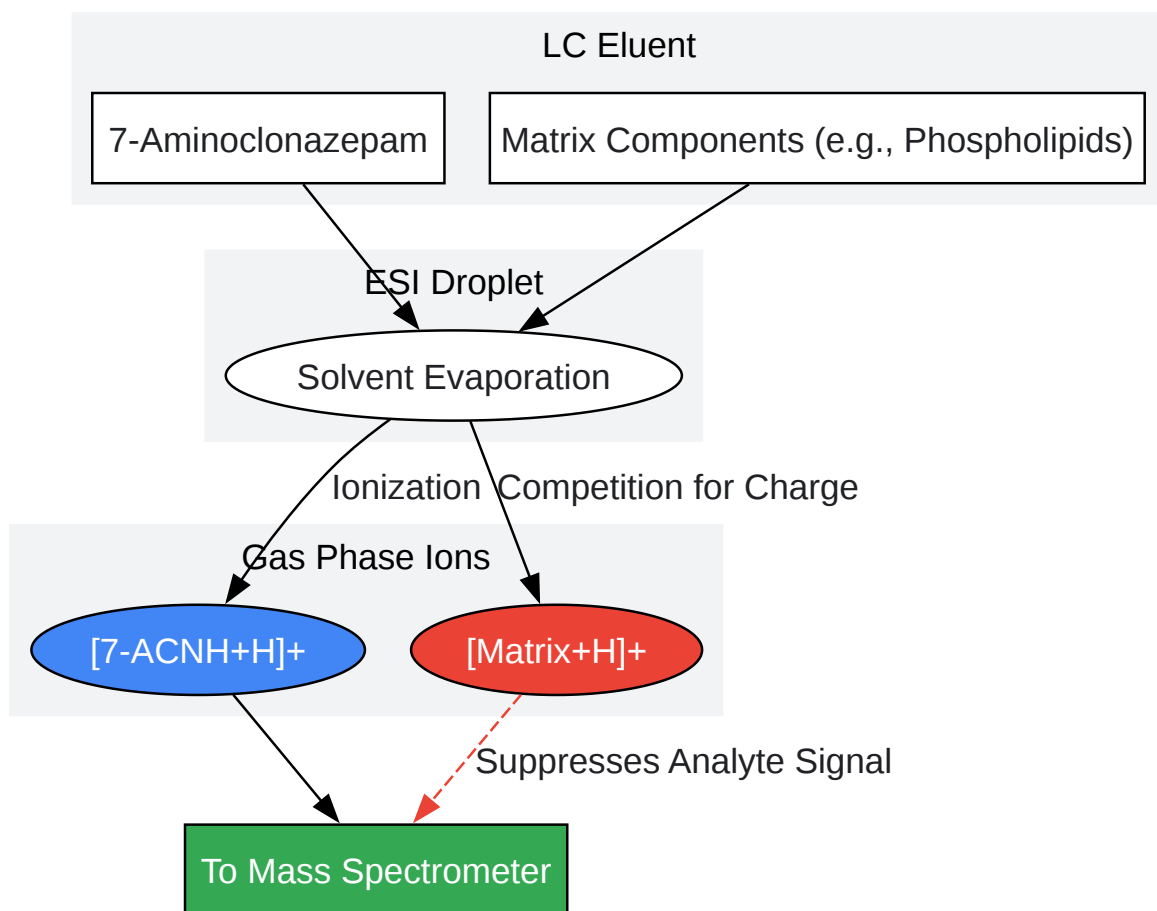 LC Eluent
7-Aminoclonazepam
Matrix Components (e.g., Phospholipids)
ESI Droplet
Solvent Evaporation
Ionization
Competition for Charge
Gas Phase Ions
[7-ACNH+H]+
[Matrix+H]+
Suppresses Analyte Signal
To Mass Spectrometer